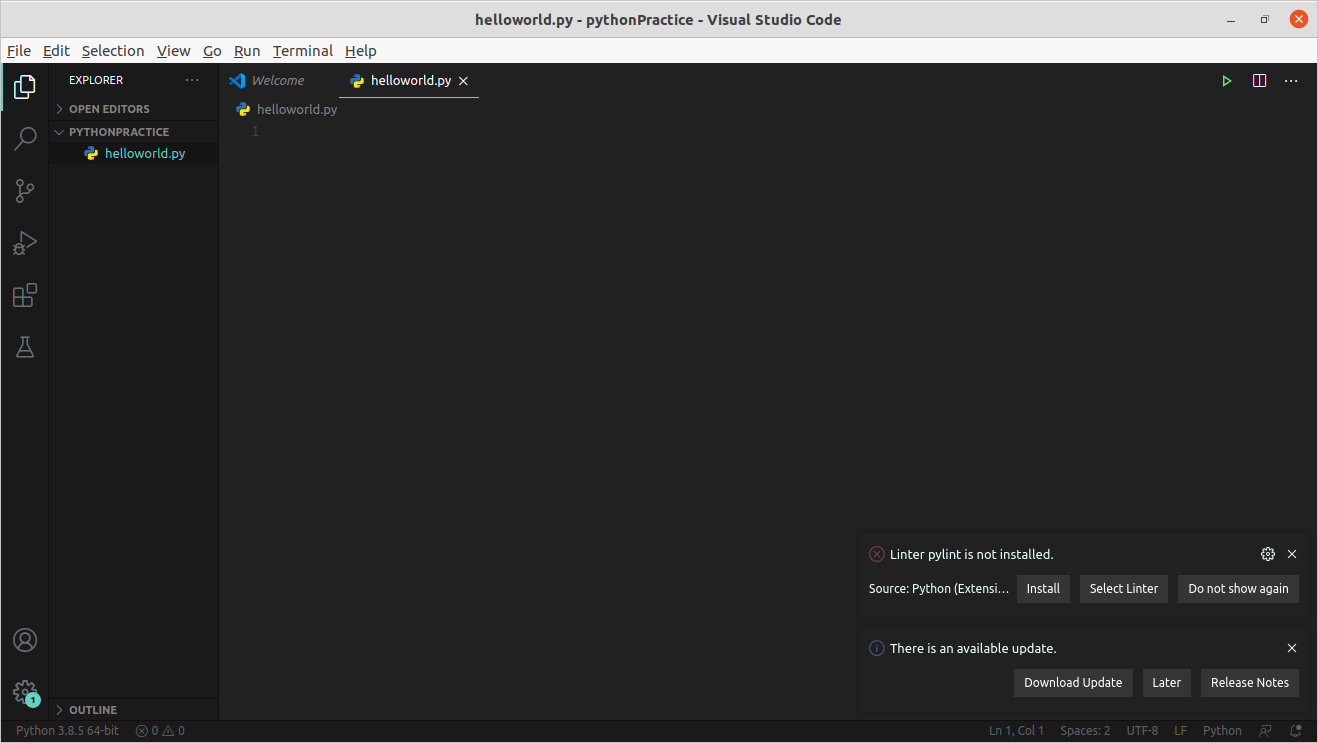 helloworld.py - pythonPractice - Visual Studio Code
File Edit Selection View Go Run Terminal Help
EXPLORER
Welcome
helloworld.py
OPEN EDITORS
helloworld.py
PYTHONPRACTICE
1
helloworld.py
Linter pylint is not installed.
Source: Python (Extensi...
Install
Select Linter
Do not show again
There is an available update.
Download Update
Later
Release Notes
1
OUTLINE
Python 3.8.5 64-bit 0 0 Ln 1, Col 1 Spaces: 2 UTF-8 LF Python